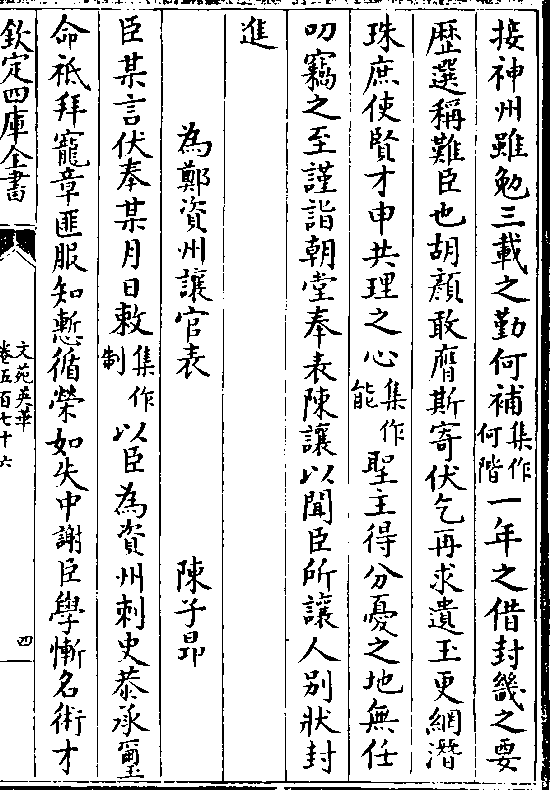 接神州雖勉三載之勤何補集作何階一年之借封畿之要
歴選稱難臣也胡顔敢膺斯寄伏乞再求遺玉更網潛
珠庶使賢才申共理之心集作能聖主得分憂之地無任
叨竊之至謹詣朝堂奉表陳讓以聞臣所讓人别狀封
進
為鄭資州讓官表 陳子昻
臣某言伏奉某月日敕集作制以臣為資州刺史恭承璽
命祗拜寵章匪服知慙循榮如失中謝臣學慚名術才
欽定四庫全書
文苑英華
卷五百七十六
四